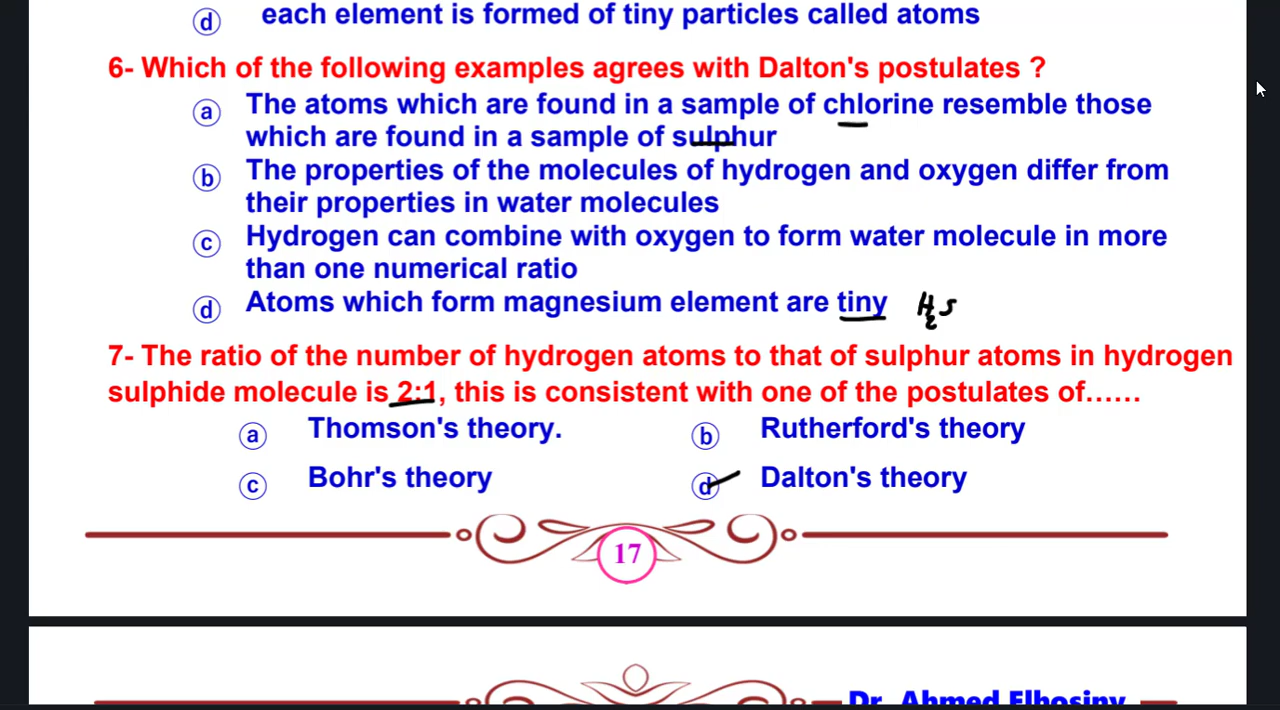 d each element is formed of tiny particles called atoms
6- Which of the following examples agrees with Dalton's postulates ?
a The atoms which are found in a sample of chlorine resemble those
which are found in a sample of sulphur
b The properties of the molecules of hydrogen and oxygen differ from
their properties in water molecules
c Hydrogen can combine with oxygen to form water molecule in more
than one numerical ratio
d Atoms which form magnesium element are tiny H2S
7- The ratio of the number of hydrogen atoms to that of sulphur atoms in hydrogen
sulphide molecule is 2:1, this is consistent with one of the postulates of……
a Thomson's theory. b Rutherford's theory
c Bohr's theory d Dalton's theory
17
Dr. Ahmed Elhosiny